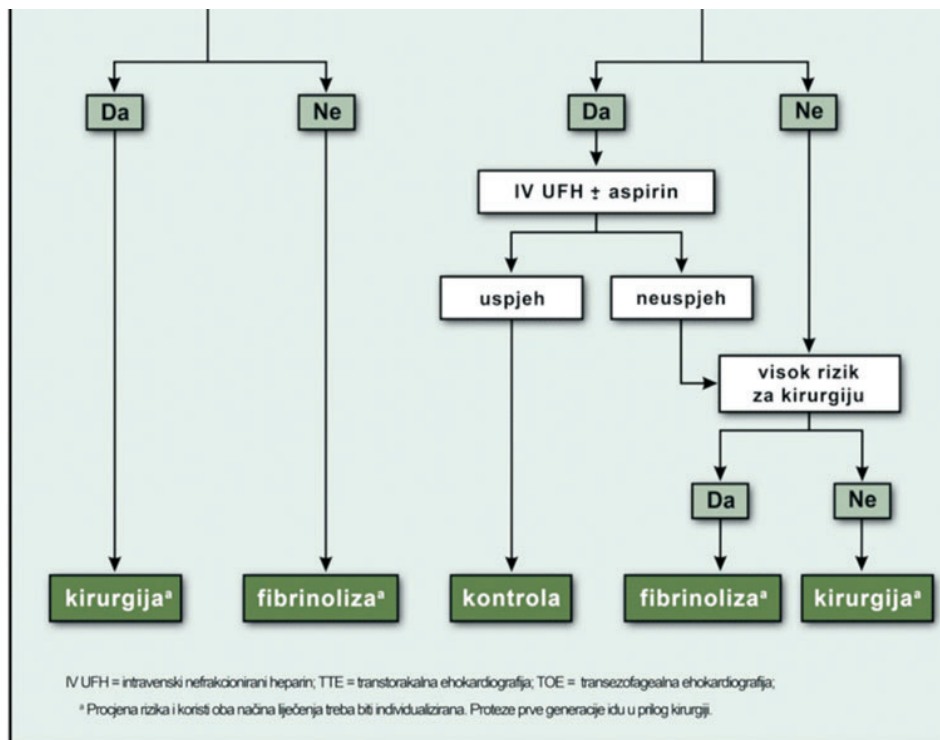 Da
Ne
Da
Ne
IV UFH ± aspirin
uspjeh
neuspjeh
visok rizik
za kirurgiju
Da
Ne
kirurgijaª
fibrinolizaª
kontrola
fibrinolizaª
kirurgijaª
IV UFH = intravenski nefrakcionirani heparin; TTE = transtorakalna ehokardiografija; TOE = transezofagealna ehokardiografija;
ª Procjena rizika i koristi oba načina liječenja treba biti individualizirana. Proteze prve generacije idu u prilog kirurgiji.